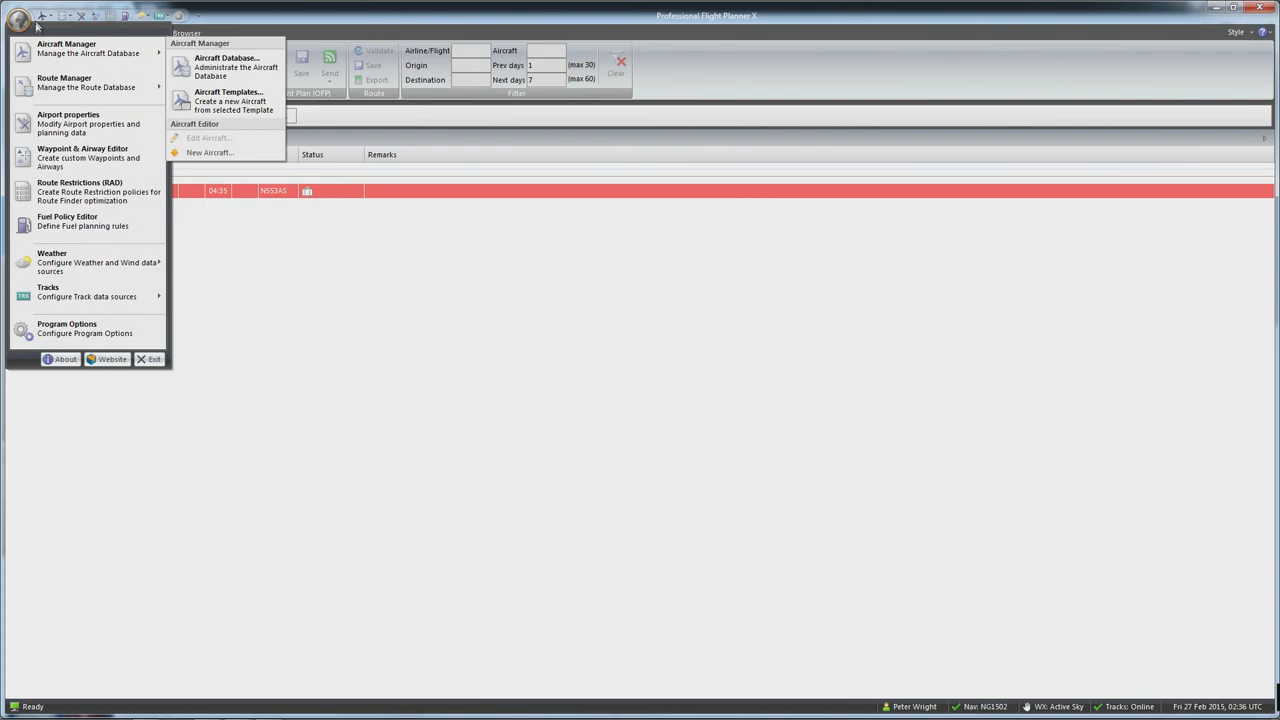 Professional Flight Planner X
Browser
Style
Aircraft Manager
Manage the Aircraft Database
Route Manager
Manage the Route Database
Airport properties
Modify Airport properties and
planning data
Waypoint & Airway Editor
Create custom Waypoints and
Airways
Route Restrictions (RAD)
Create Route Restriction policies for
Route Finder optimization
Fuel Policy Editor
Define Fuel planning rules
Weather
Configure Weather and Wind data
sources
Tracks
Configure Track data sources
Program Options
Configure Program Options
About Website Exit
Aircraft Manager
Aircraft Database...
Administrate the Aircraft
Database
Aircraft Templates...
Create a new Aircraft
from selected Template
Aircraft Editor
Edit Aircraft...
New Aircraft...
Save Send
Plan (OFP)
Validate
Save
Export
Route
Airline/Flight Aircraft
Origin Prev days 1 (max 30)
Destination Next days 7 (max 60)
Clear
Filter
Status Remarks
04:35 N553AS
Ready
Peter Wright Nav: NG1502 WX: Active Sky Tracks: Online Fri 27 Feb 2015, 02:36 UTC